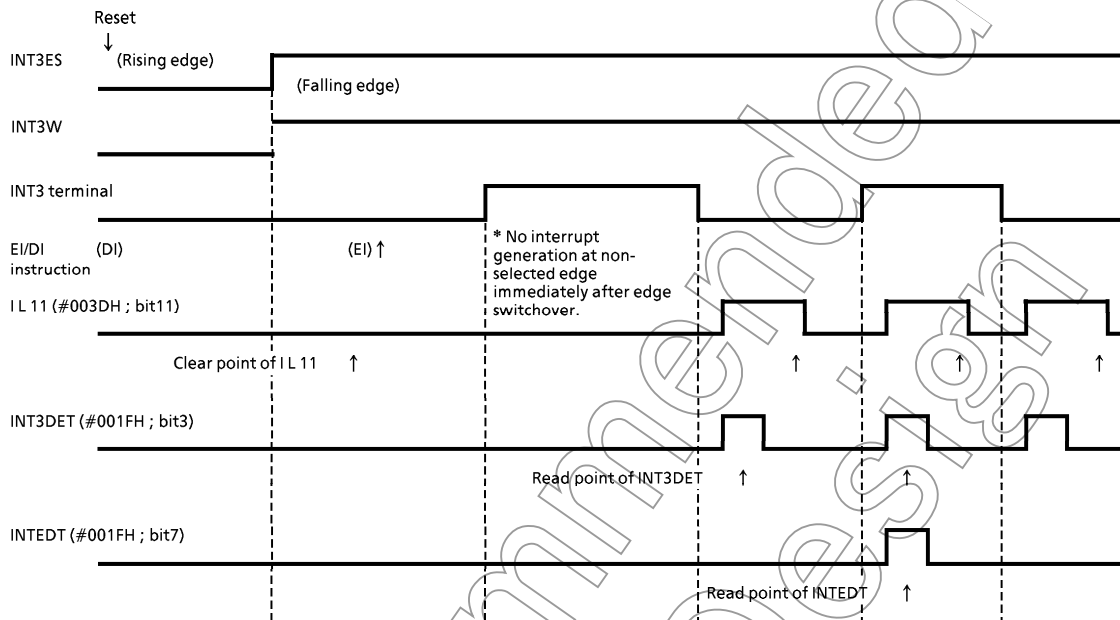 Reset
↓
INT3ES
(Rising edge)
(Falling edge)
INT3W
INT3 terminal
EI/DI (DI) (EI) ↑
instruction
* No interrupt
generation at non-
selected edge
immediately after edge
switchover.
I L 11 (#003DH ; bit11)
Clear point of I L 11 ↑ ↑ ↑ ↑
INT3DET (#001FH ; bit3)
Read point of INT3DET ↑ ↑
INTEDT (#001FH ; bit7)
Read point of INTEDT ↑